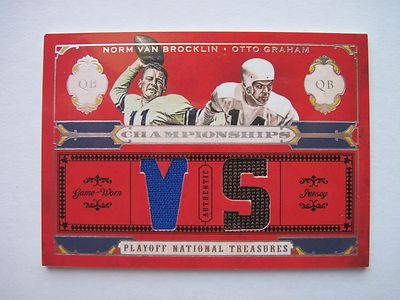 NORM VAN BROCKLIN • OTTO GRAHAM
QB
QB
11
14
CHAMPIONSHIPS
Game-Worn
VS
AUTHENTIC
Jersey
PLAYOFF NATIONAL TREASURES